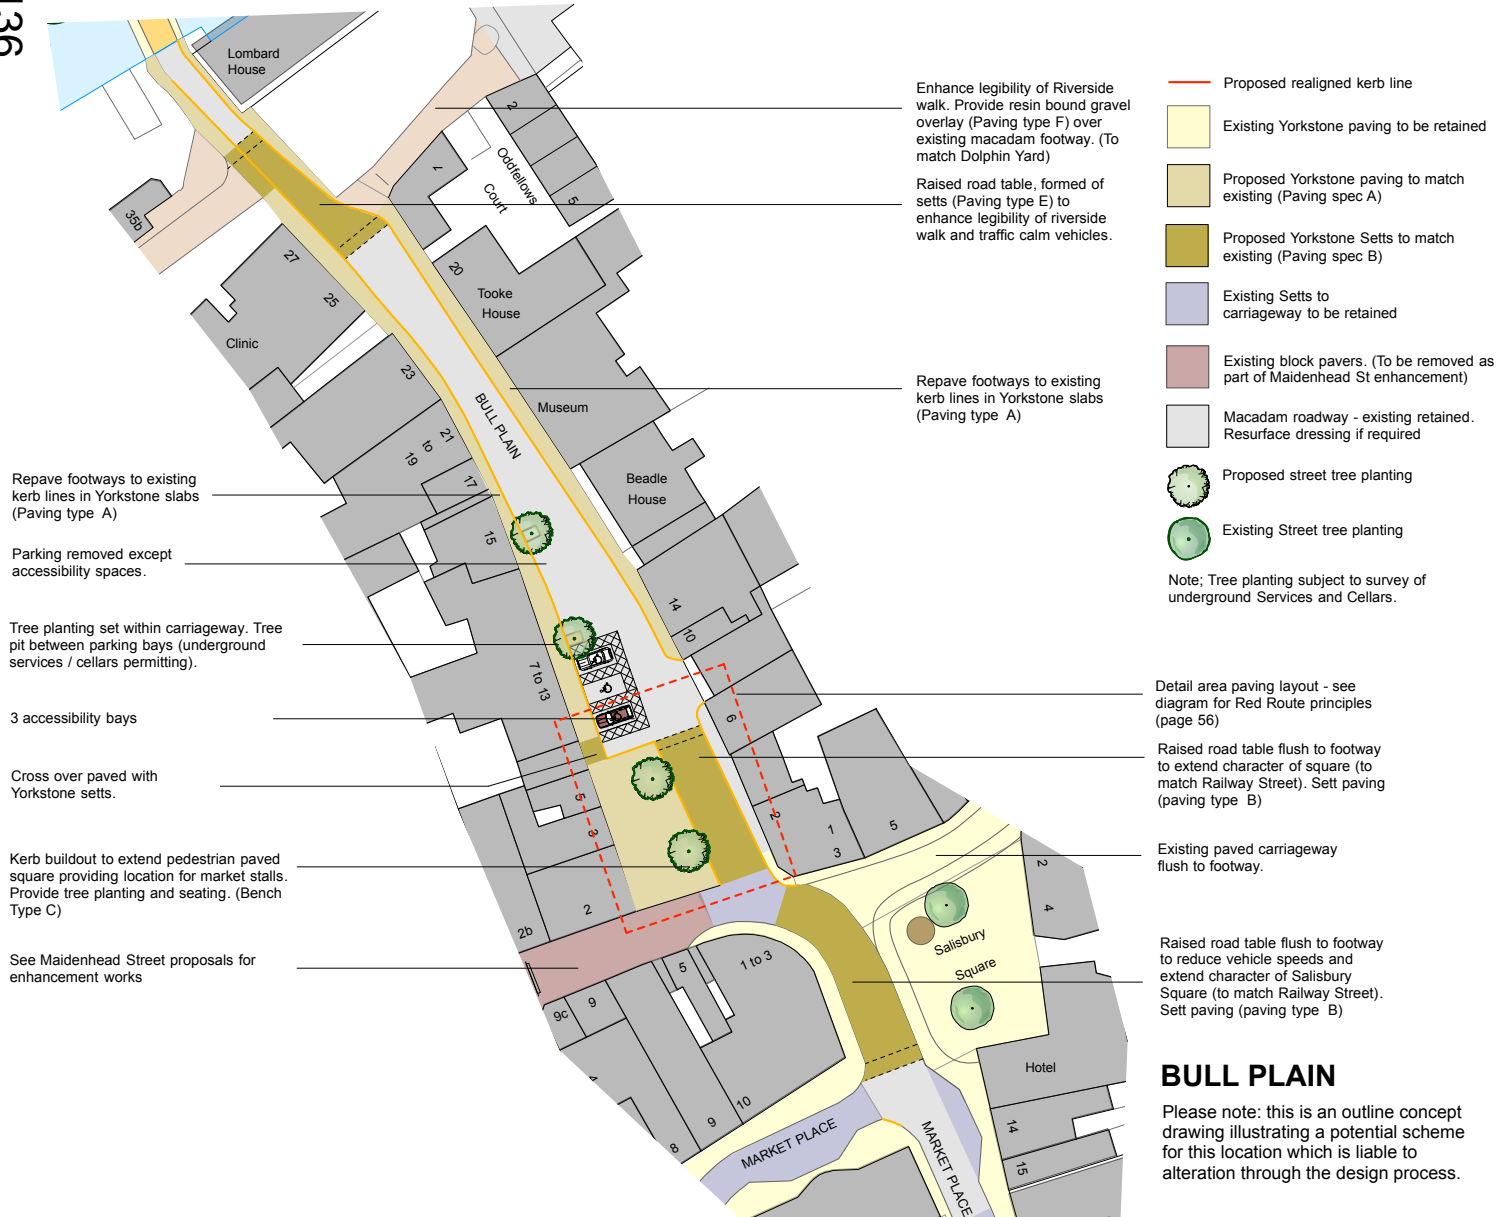 136
Lombard
House
2
Oddfellows
Court
5
4
35b
27
25
20
Tooke
House
Clinic
23
BULL PLAIN
Museum
21
to
19
17
15
Beadle
House
14
10
7 to 13
6
5
3
2
2b
2
1
3
5
2
4
Salisbury
Square
1 to 3
5
9
9c
4
10
9
8
Hotel
14
15
MARKET PLACE
MARKET PLACE
Repave footways to existing
kerb lines in Yorkstone slabs
(Paving type A)
Parking removed except
accessibility spaces.
Tree planting set within carriageway. Tree
pit between parking bays (underground
services / cellars permitting).
3 accessibility bays
Cross over paved with
Yorkstone setts.
Kerb buildout to extend pedestrian paved
square providing location for market stalls.
Provide tree planting and seating. (Bench
Type C)
See Maidenhead Street proposals for
enhancement works
Enhance legibility of Riverside
walk. Provide resin bound gravel
overlay (Paving type F) over
existing macadam footway. (To
match Dolphin Yard)
Raised road table, formed of
setts (Paving type E) to
enhance legibility of riverside
walk and traffic calm vehicles.
Repave footways to existing
kerb lines in Yorkstone slabs
(Paving type A)
Proposed realigned kerb line
Existing Yorkstone paving to be retained
Proposed Yorkstone paving to match
existing (Paving spec A)
Proposed Yorkstone Setts to match
existing (Paving spec B)
Existing Setts to
carriageway to be retained
Existing block pavers. (To be removed as
part of Maidenhead St enhancement)
Macadam roadway - existing retained.
Resurface dressing if required
Proposed street tree planting
Existing Street tree planting
Note; Tree planting subject to survey of
underground Services and Cellars.
Detail area paving layout - see
diagram for Red Route principles
(page 56)
Raised road table flush to footway
to extend character of square (to
match Railway Street). Sett paving
(paving type B)
Existing paved carriageway
flush to footway.
Raised road table flush to footway
to reduce vehicle speeds and
extend character of Salisbury
Square (to match Railway Street).
Sett paving (paving type B)
BULL PLAIN
Please note: this is an outline concept
drawing illustrating a potential scheme
for this location which is liable to
alteration through the design process.